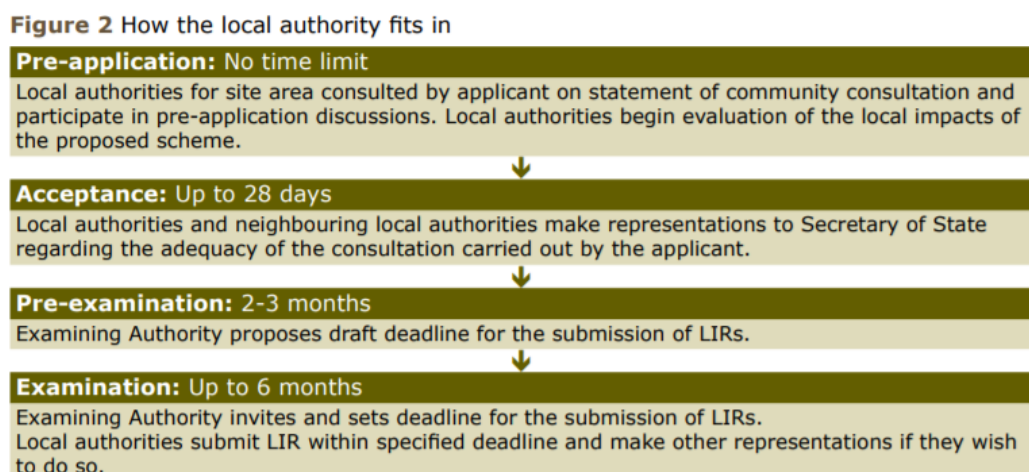 Figure 2 How the local authority fits in
Pre-application: No time limit
Local authorities for site area consulted by applicant on statement of community consultation and
participate in pre-application discussions. Local authorities begin evaluation of the local impacts of
the proposed scheme.
Acceptance: Up to 28 days
Local authorities and neighbouring local authorities make representations to Secretary of State
regarding the adequacy of the consultation carried out by the applicant.
Pre-examination: 2-3 months
Examining Authority proposes draft deadline for the submission of LIRs.
Examination: Up to 6 months
Examining Authority invites and sets deadline for the submission of LIRs.
Local authorities submit LIR within specified deadline and make other representations if they wish
to do so.